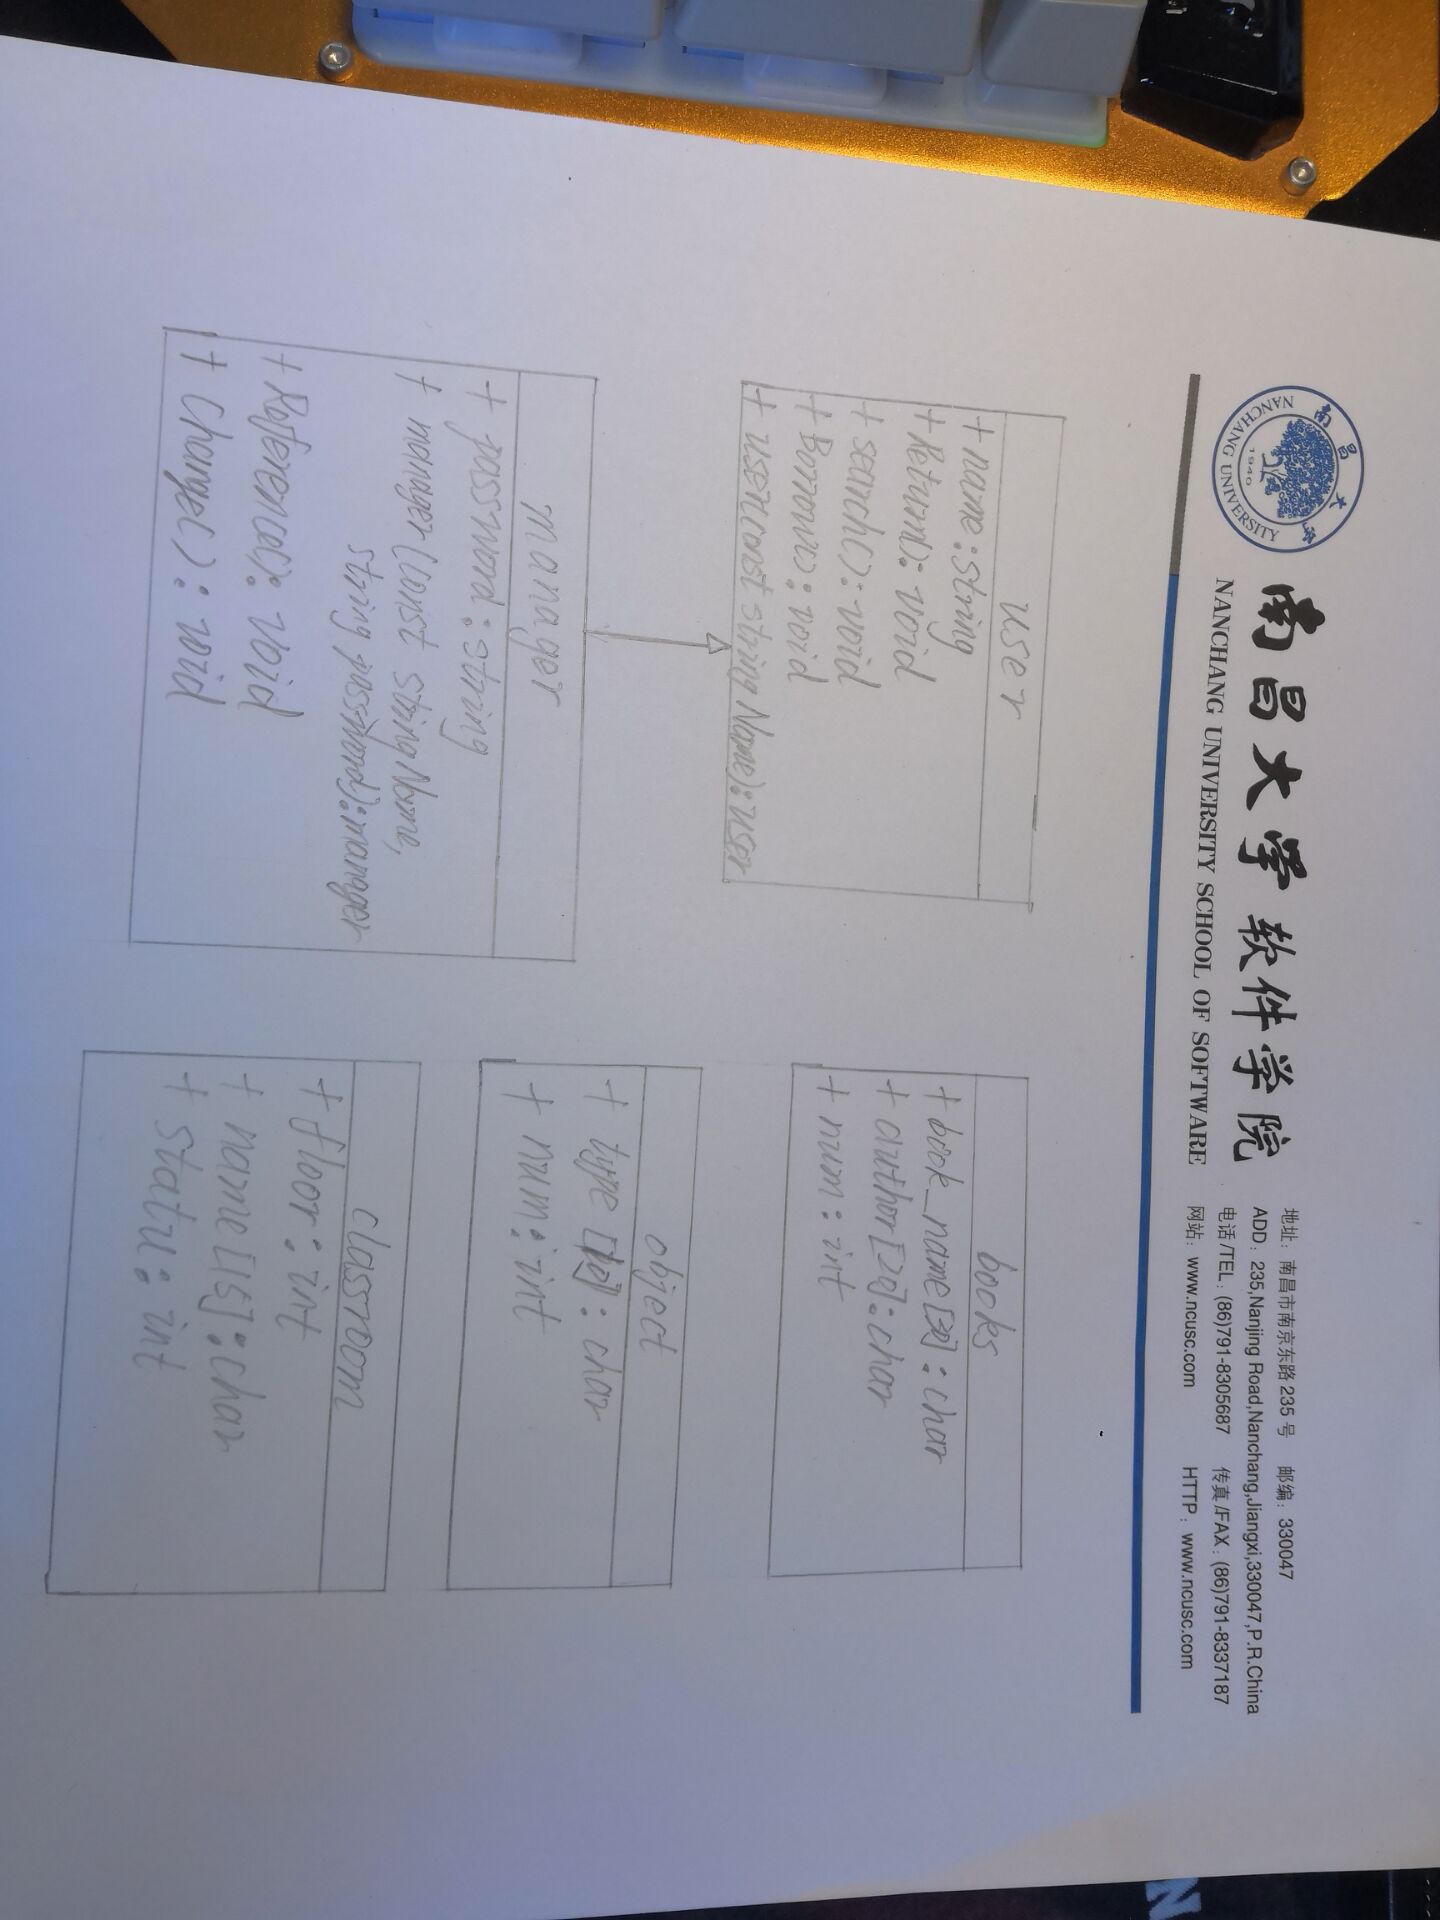 南昌大学软件学院
NANCHANG UNIVERSITY SCHOOL OF SOFTWARE
南昌大学
NANCHANG UNIVERSITY
1940
地址：南昌市南京东路 235 号 邮编：330047
ADD：235,Nanjing Road,Nanchang,Jiangxi,330047,P.R.China
电话/TEL：(86)791-8305687 传真/FAX：(86)791-8337187
网站：www.ncusc.com HTTP：www.ncusc.com
user
+ name : string
+ Return() : void
+ search() : void
+ Borrow() : void
+ user(const string Name) : user
manager
+ password : string
+ manager (const string Name,
string password) : manager
+ Reference() : void
+ Change() : void
books
+ book_name[30] : char
+ author[20] : char
+ num : int
object
+ type : char
+ num : int
classroom
+ floor : int
+ name[15] : char
+ statu : int
N